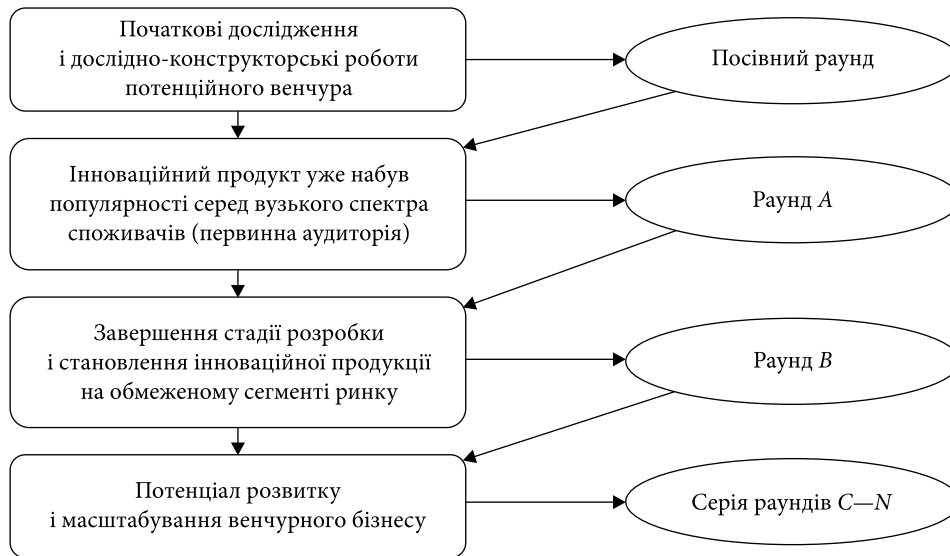 Початкові дослідження
і дослідно-конструкторські роботи
потенційного венчура
Посівний раунд
Інноваційний продукт уже набув
популярності серед вузького спектра
споживачів (первинна аудиторія)
Раунд A
Завершення стадії розробки
і становлення інноваційної продукції
на обмеженому сегменті ринку
Раунд B
Потенціал розвитку
і масштабування венчурного бізнесу
Серія раундів C—N